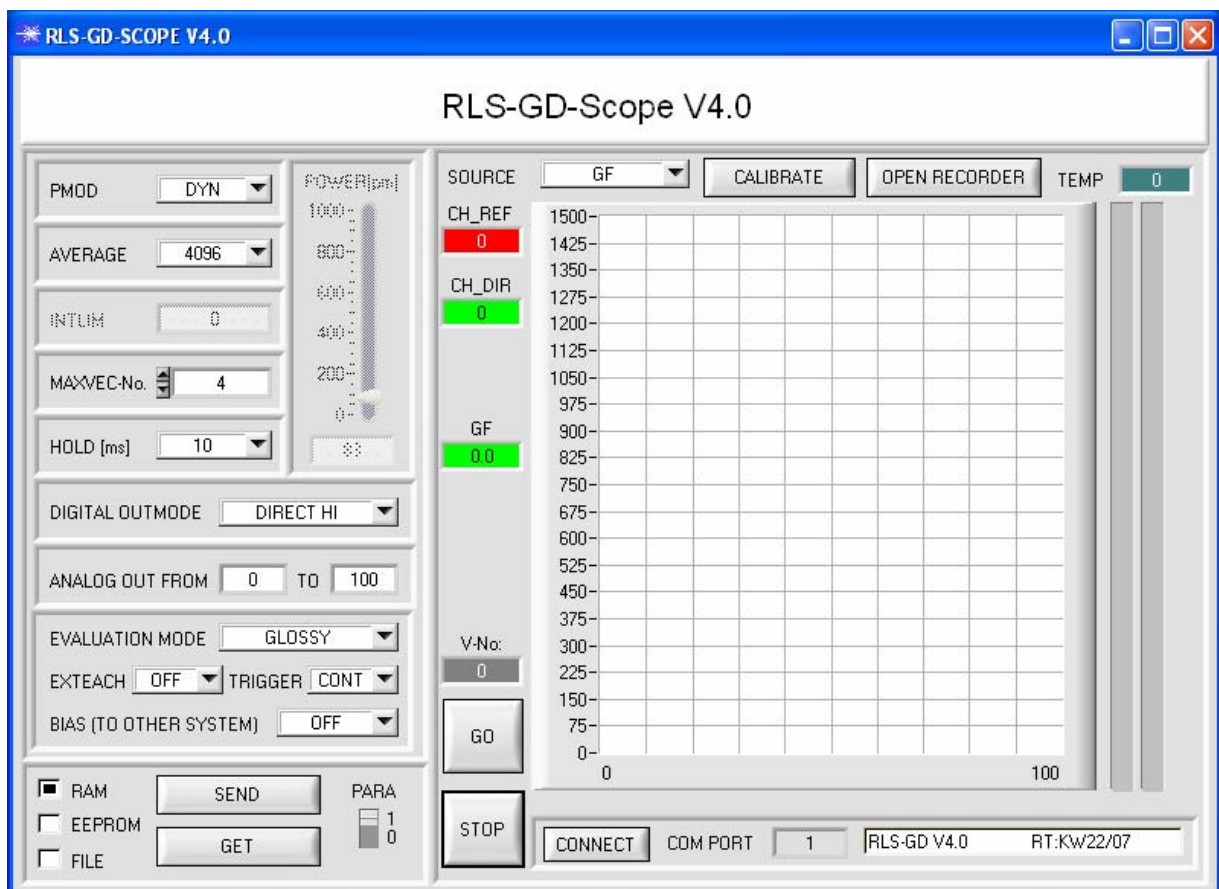 RLS-GD-SCOPE V4.0
RLS-GD-Scope V4.0
PMOD DYN
AVERAGE 4096
INTLIM 0
MAXVEC-No. 4
HOLD [ms] 10
POWER[pm]
1000
800
600
400
200
0
DIGITAL OUTMODE DIRECT HI
ANALOG OUT FROM 0 TO 100
EVALUATION MODE GLOSSY
EXTEACH OFF TRIGGER CONT
BIAS (TO OTHER SYSTEM) OFF
RAM
EEPROM
FILE
SEND
GET
PARA
1
0
SOURCE GF CALIBRATE OPEN RECORDER TEMP 0
CH_REF
0
CH_DIR
0
GF
0.0
V-No:
0
GO
STOP
1500
1425
1350
1275
1200
1125
1050
975
900
825
750
675
600
525
450
375
300
225
150
75
0
0 100
CONNECT COM PORT 1 RLS-GD V4.0 RT:KW22/07